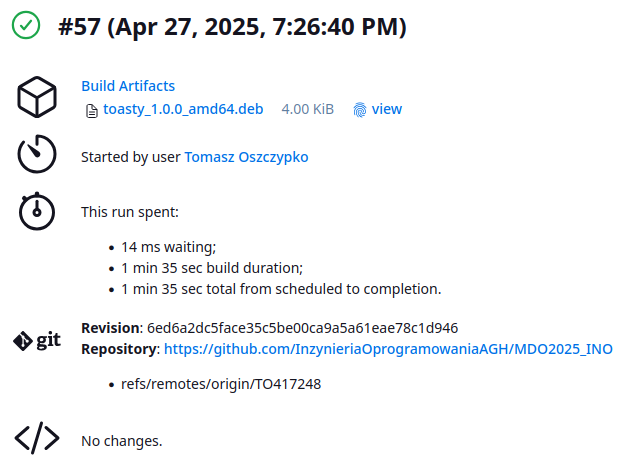 #57 (Apr 27, 2025, 7:26:40 PM)
Build Artifacts
toasty_1.0.0_amd64.deb 4.00 KiB view
Started by user Tomasz Oszczypko
This run spent:
• 14 ms waiting;
• 1 min 35 sec build duration;
• 1 min 35 sec total from scheduled to completion.
git
Revision: 6ed6a2dc5face35c5be00ca9a5a61eae78c1d946
Repository: https://github.com/InzynieriaOprogramowaniaAGH/MDO2025_INO
• refs/remotes/origin/TO417248
No changes.